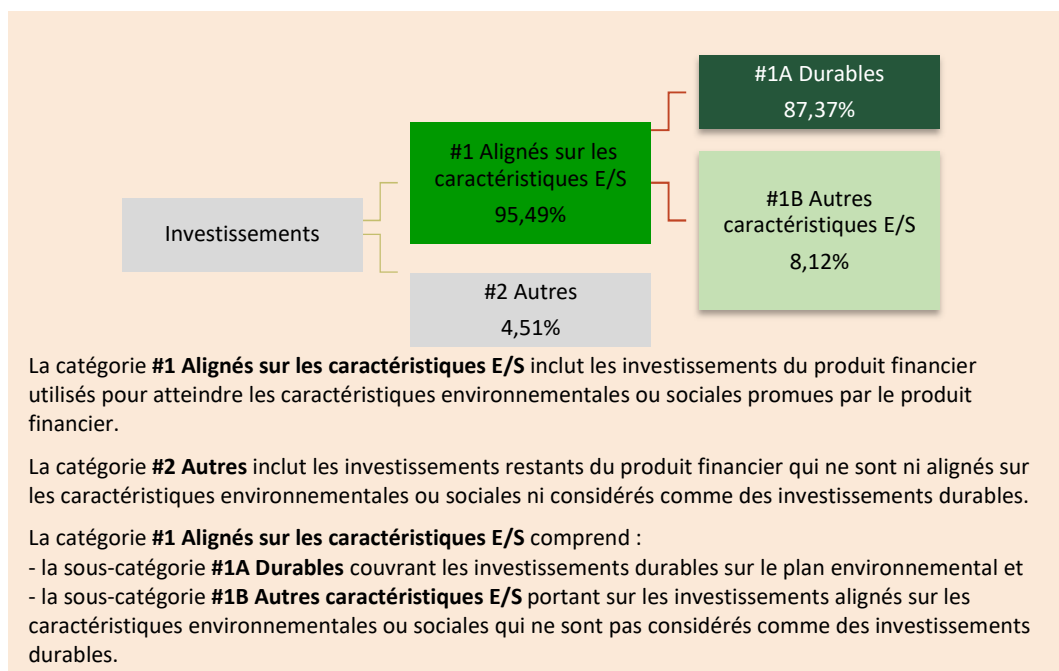 #1A Durables
87,37%
#1 Alignés sur les
caractéristiques E/S
95,49%
#1B Autres
caractéristiques E/S
8,12%
Investissements
#2 Autres
4,51%
La catégorie #1 Alignés sur les caractéristiques E/S inclut les investissements du produit financier
utilisés pour atteindre les caractéristiques environnementales ou sociales promues par le produit
financier.
La catégorie #2 Autres inclut les investissements restants du produit financier qui ne sont ni alignés sur
les caractéristiques environnementales ou sociales ni considérés comme des investissements durables.
La catégorie #1 Alignés sur les caractéristiques E/S comprend :
- la sous-catégorie #1A Durables couvrant les investissements durables sur le plan environnemental et
- la sous-catégorie #1B Autres caractéristiques E/S portant sur les investissements alignés sur les
caractéristiques environnementales ou sociales qui ne sont pas considérés comme des investissements
durables.